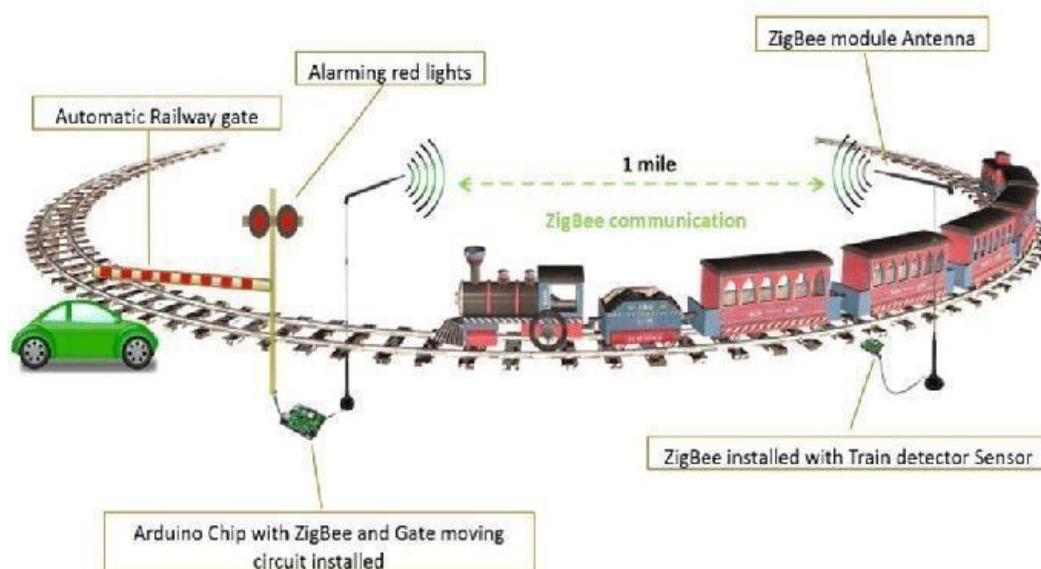 ZigBee module Antenna
Alarming red lights
Automatic Railway gate
1 mile
ZigBee communication
ZigBee installed with Train detector Sensor
Arduino Chip with ZigBee and Gate moving
circuit installed